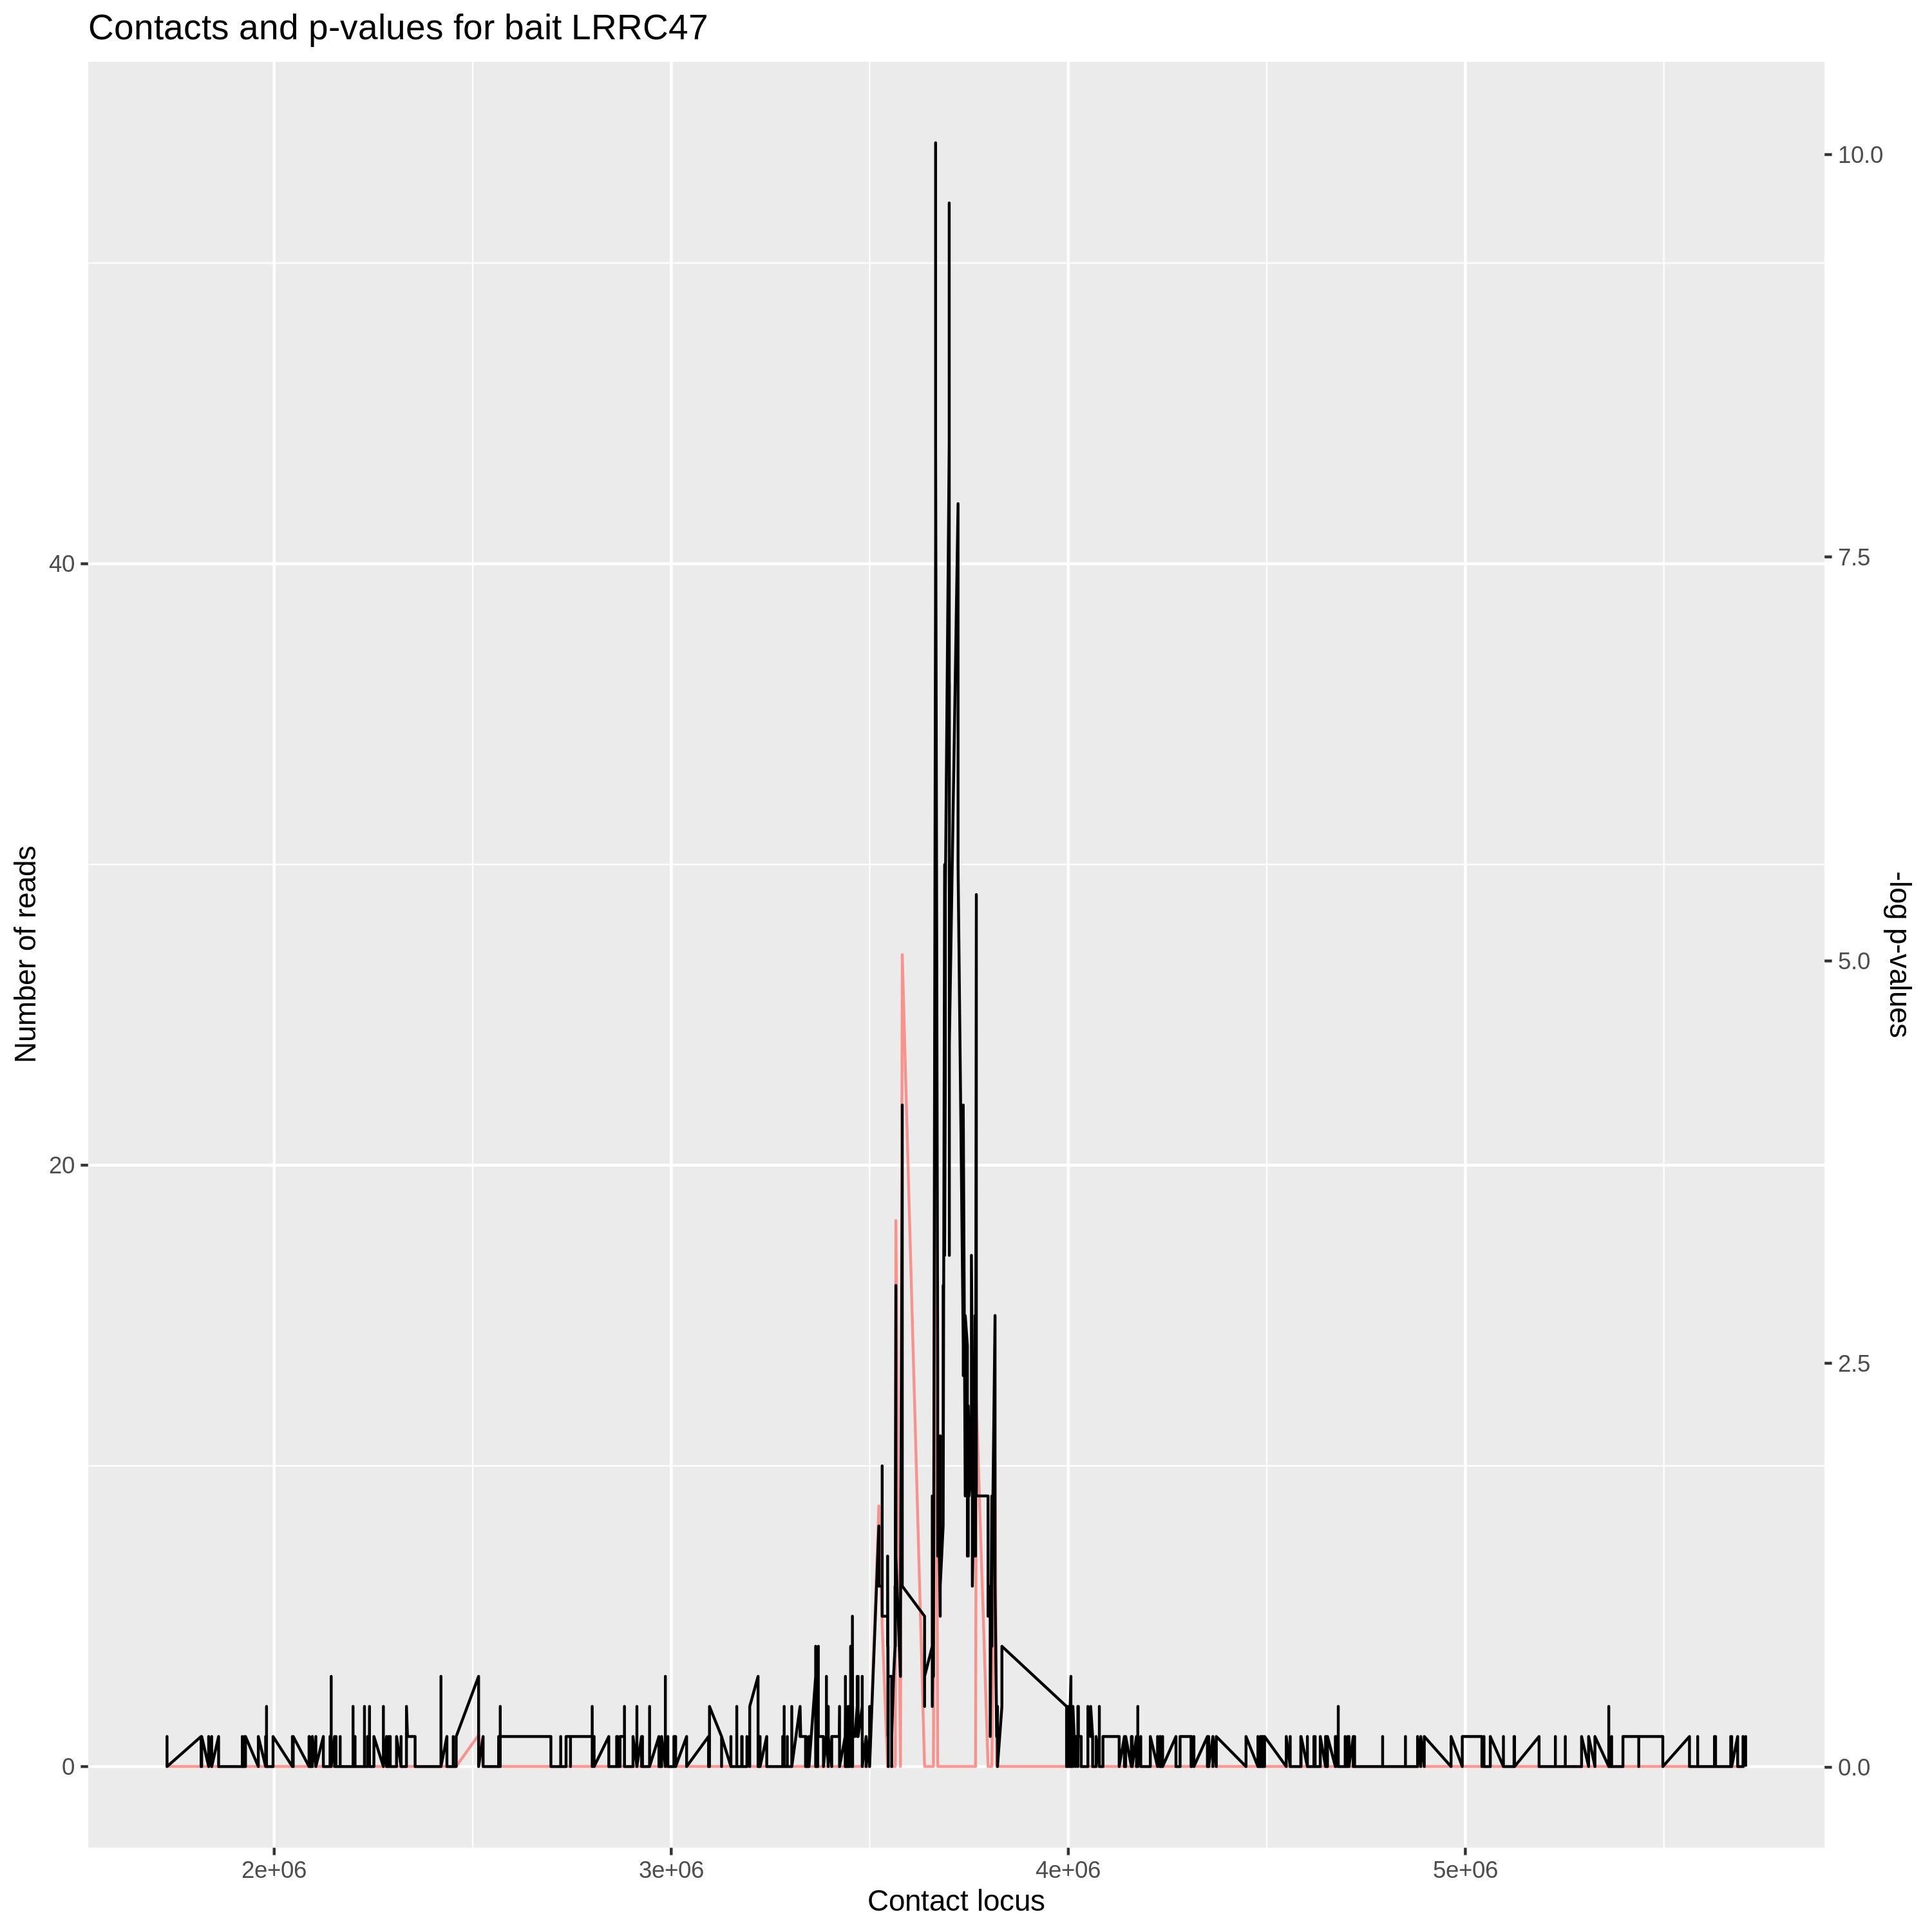 Contacts and p-values for bait LRRC47
Number of reads
40
20
0
10.0
7.5
5.0
2.5
0.0
-log p-values
2e+06
3e+06
4e+06
5e+06
Contact locus